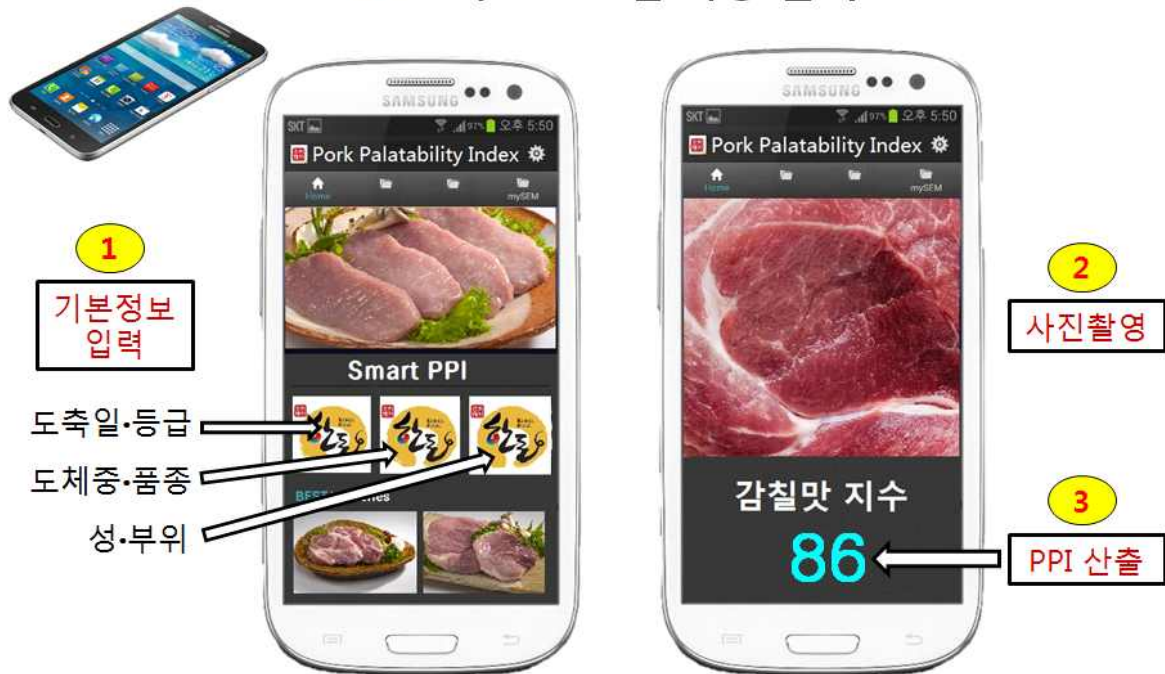 SAMSUNG
SKT 97% 오후 5:50
Pork Palatability Index
Home
mySEM
1
기본정보
입력
Smart PPI
도축일·등급
도체중·품종
성·부위
한돈
한돈
한돈
BEST
SAMSUNG
SKT 97% 오후 5:50
Pork Palatability Index
Home
mySEM
2
사진촬영
감칠맛 지수
86
3
PPI 산출